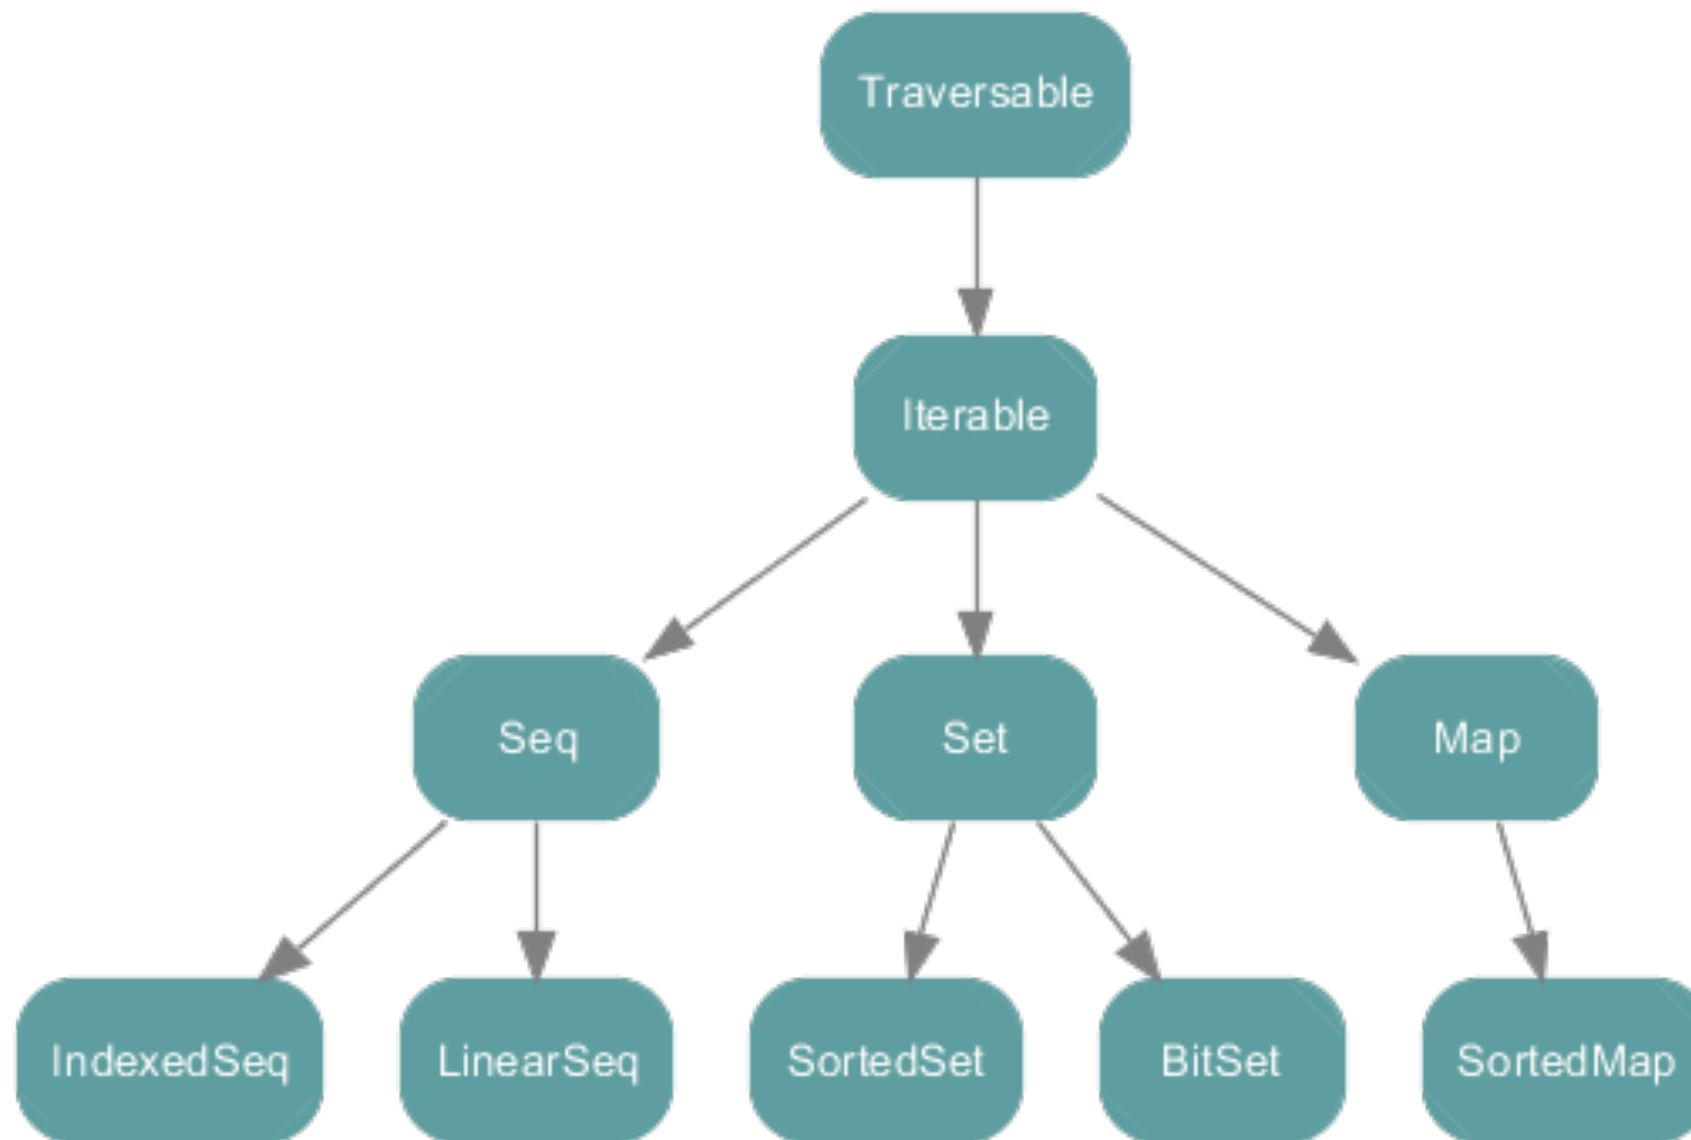 Traversable
Iterable
Seq
Set
Map
IndexedSeq
LinearSeq
SortedSet
BitSet
SortedMap